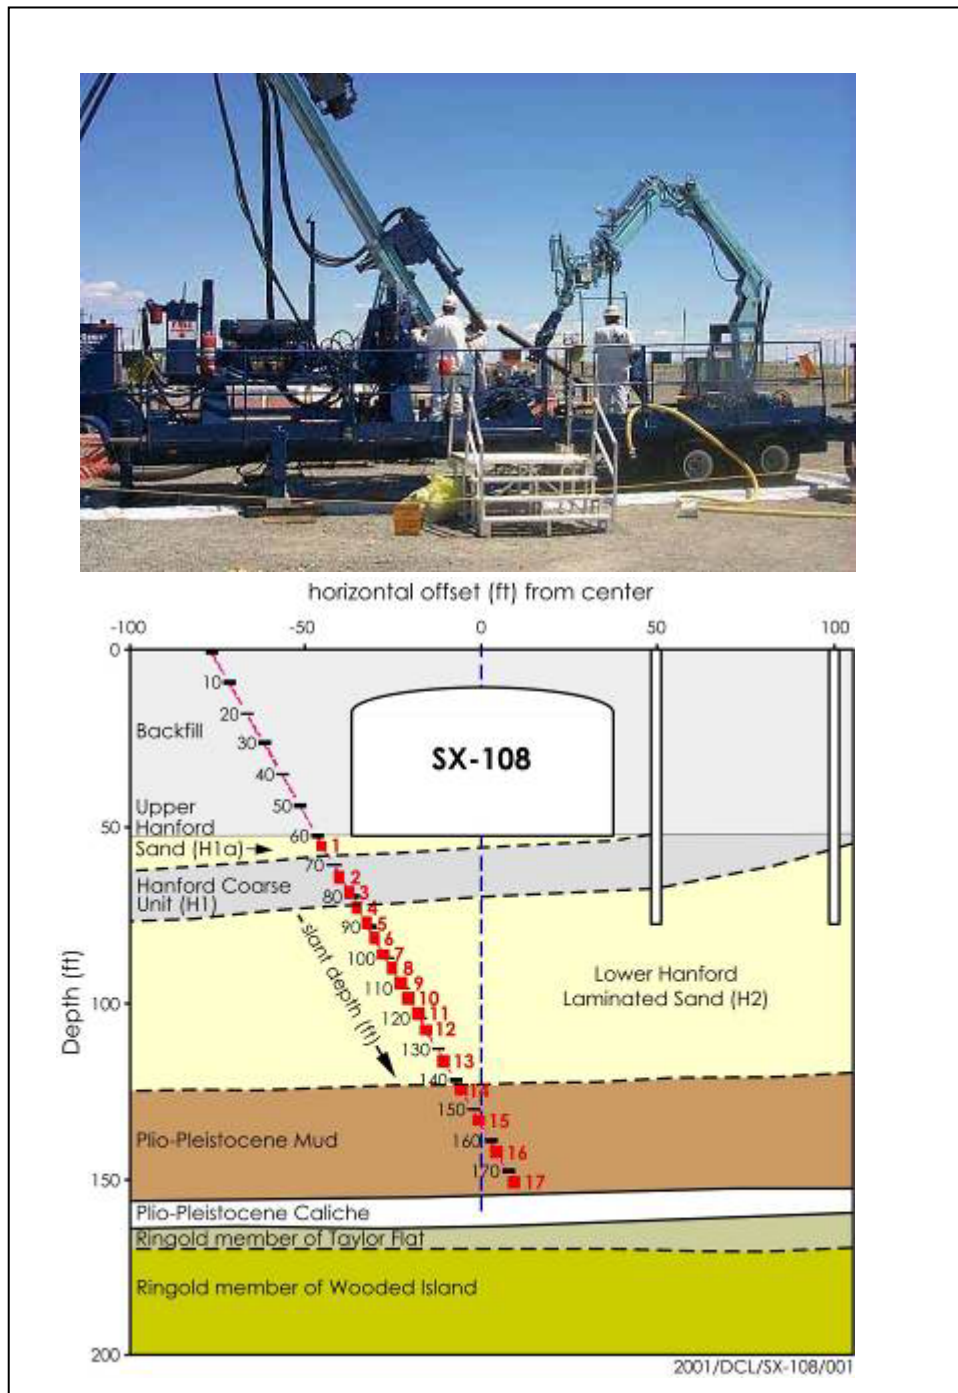 horizontal offset (ft) from center
-100 -50 0 50 100
0
10
Backfill
20
30
40
50
SX-108
Upper
Hanford
Sand (H1a)
50
60
1
70
Hanford Coarse
Unit (H1)
2
80
3
4
90
5
6
slant depth (ft)
100
7
8
110
9
10
Lower Hanford
Laminated Sand (H2)
Depth (ft)
100
11
120
12
130
13
140
14
150
15
Plio-Pleistocene Mud
160
16
170
17
150
Plio-Pleistocene Caliche
Ringold member of Taylor Flat
Ringold member of Wooded Island
200
2001/DCL/SX-108/001